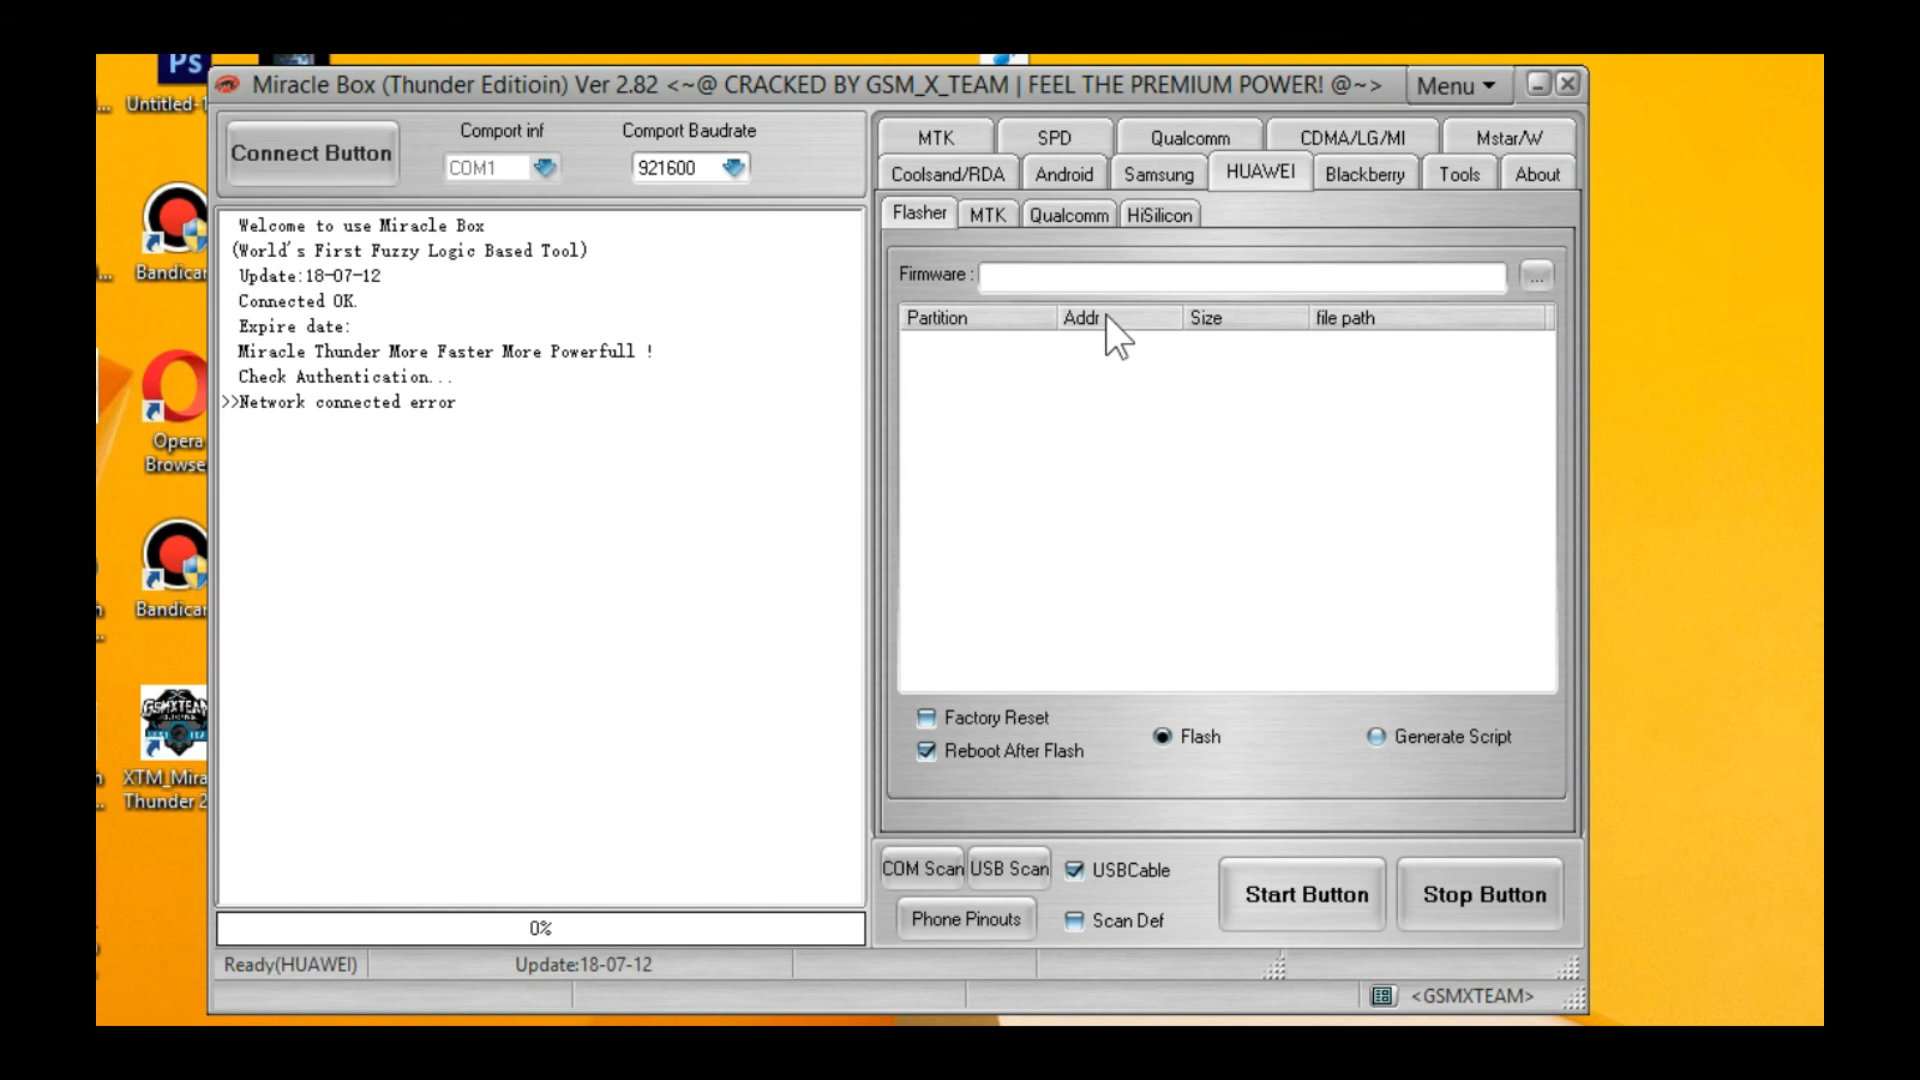 Ps
Untitled-1
Bandicam
Opera
Browse
Bandicam
GSMXTEAM
XTM_Mira
Thunder 2
Miracle Box (Thunder Editioin) Ver 2.82 <~@ CRACKED BY GSM_X_TEAM | FEEL THE PREMIUM POWER! @~>
Menu
Connect Button
Comport inf
Comport Baudrate
COM1
921600
Welcome to use Miracle Box
(World's First Fuzzy Logic Based Tool)
Update:18-07-12
Connected OK.
Expire date:
Miracle Thunder More Faster More Powerfull !
Check Authentication...
>>Network connected error
0%
MTK SPD Qualcomm CDMA/LG/MI Mstar/W
Coolsand/RDA Android Samsung HUAWEI Blackberry Tools About
Flasher MTK Qualcomm HiSilicon
Firmware :
...
Partition Addr Size file path
Factory Reset
Reboot After Flash
Flash
Generate Script
COM Scan USB Scan USBCable
Phone Pinouts Scan Def
Start Button
Stop Button
Ready(HUAWEI)
Update:18-07-12
<GSMXTEAM>